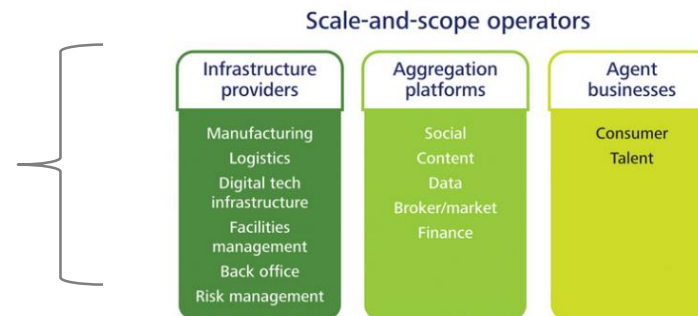 Scale-and-scope operators
Infrastructure
providers
Manufacturing
Logistics
Digital tech
infrastructure
Facilities
management
Back office
Risk management
Aggregation
platforms
Social
Content
Data
Broker/market
Finance
Agent
businesses
Consumer
Talent